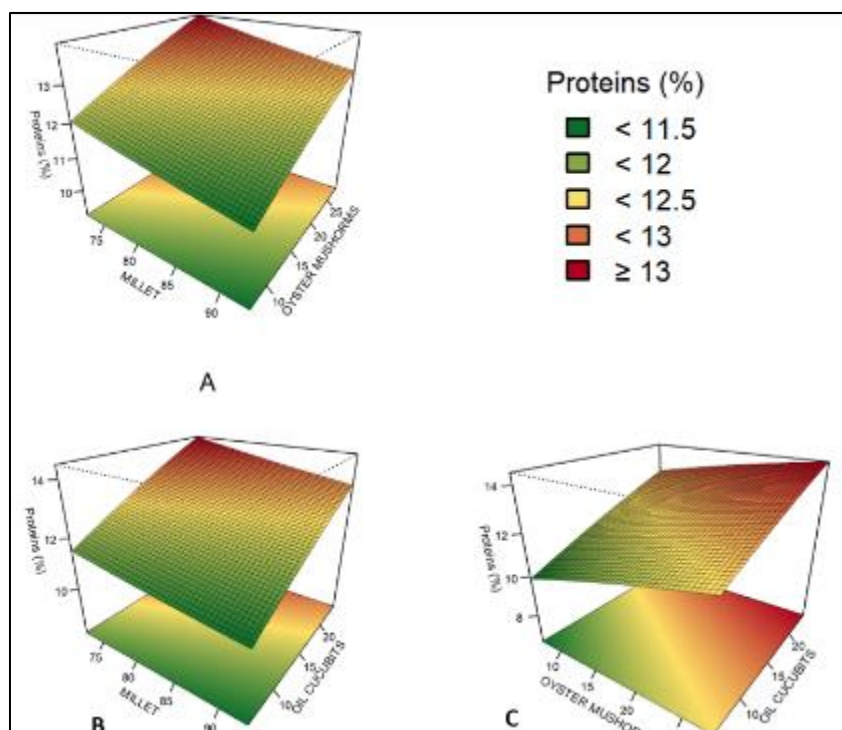 Proteins (%)
< 11.5
< 12
< 12.5
< 13
≥ 13
Proteins (%)
13
12
11
10
75
80
85
90
MILLET
10
15
20
25
OYSTER MUSHORMS
A
Proteins (%)
14
12
10
75
80
85
90
MILLET
10
15
20
OIL CUCUBITS
B
Proteins (%)
14
12
10
8
10
15
20
OYSTER MUSHOR
10
15
20
OIL CUCUBITS
C